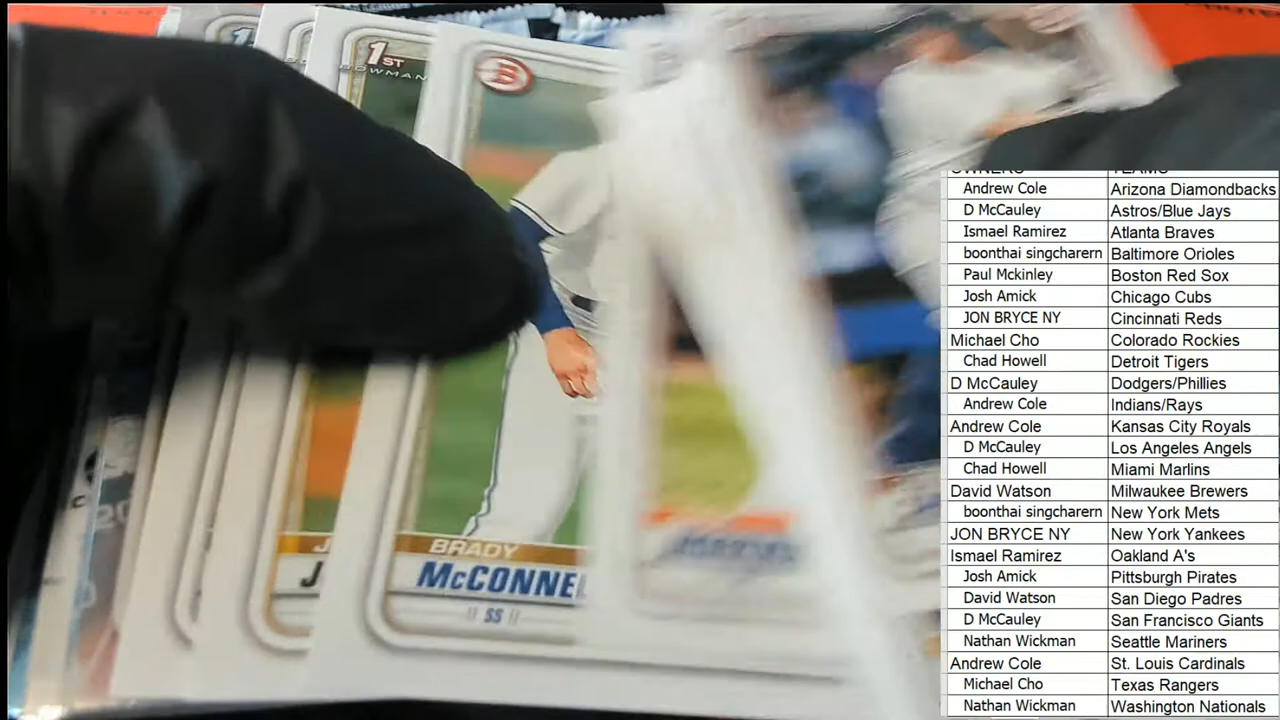 1ST
BOWMAN
B
BRADY
McCONNE
SS
J
J
OWNERS TEAMS
Andrew Cole Arizona Diamondbacks
D McCauley Astros/Blue Jays
Ismael Ramirez Atlanta Braves
boonthai singcharern Baltimore Orioles
Paul Mckinley Boston Red Sox
Josh Amick Chicago Cubs
JON BRYCE NY Cincinnati Reds
Michael Cho Colorado Rockies
Chad Howell Detroit Tigers
D McCauley Dodgers/Phillies
Andrew Cole Indians/Rays
Andrew Cole Kansas City Royals
D McCauley Los Angeles Angels
Chad Howell Miami Marlins
David Watson Milwaukee Brewers
boonthai singcharern New York Mets
JON BRYCE NY New York Yankees
Ismael Ramirez Oakland A's
Josh Amick Pittsburgh Pirates
David Watson San Diego Padres
D McCauley San Francisco Giants
Nathan Wickman Seattle Mariners
Andrew Cole St. Louis Cardinals
Michael Cho Texas Rangers
Nathan Wickman Washington Nationals